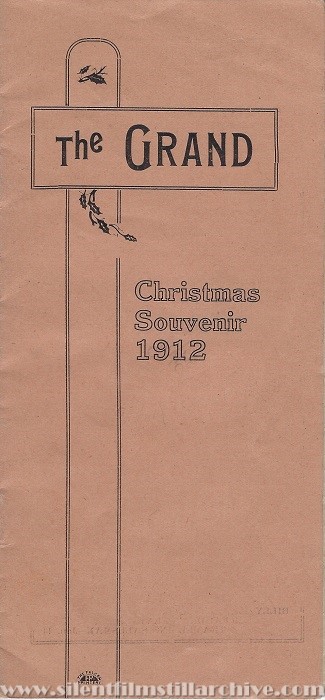 The GRAND
Christmas
Souvenir
1912
www.silentfilmstillarchive.com